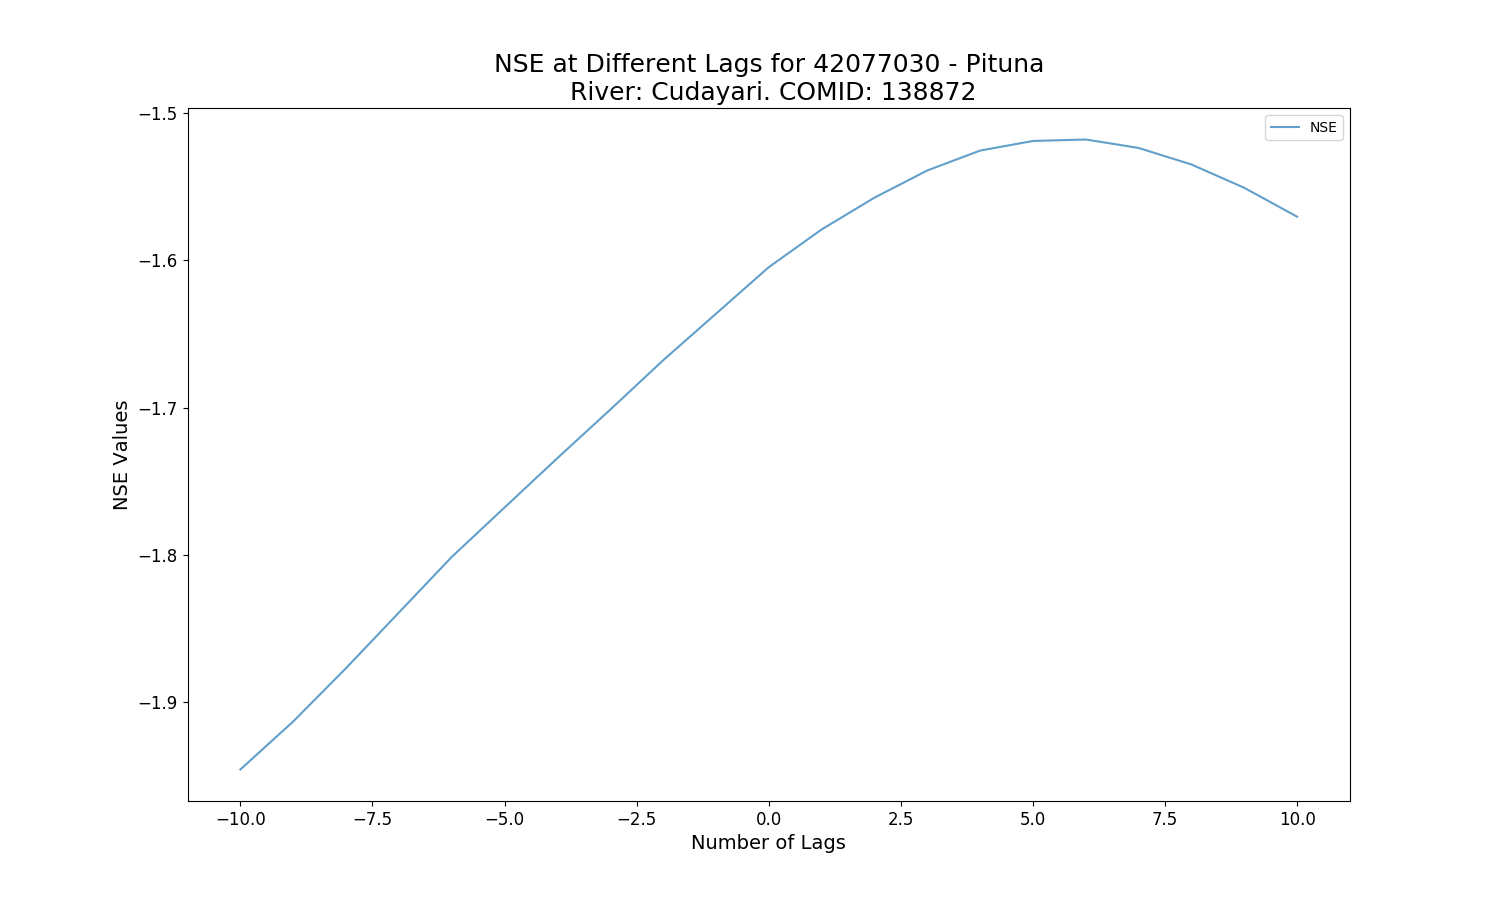 NSE at Different Lags for 42077030 - Pituna
River: Cudayari. COMID: 138872
NSE
−1.5
−1.6
−1.7
−1.8
−1.9
NSE Values
−10.0 −7.5 −5.0 −2.5 0.0 2.5 5.0 7.5 10.0
Number of Lags